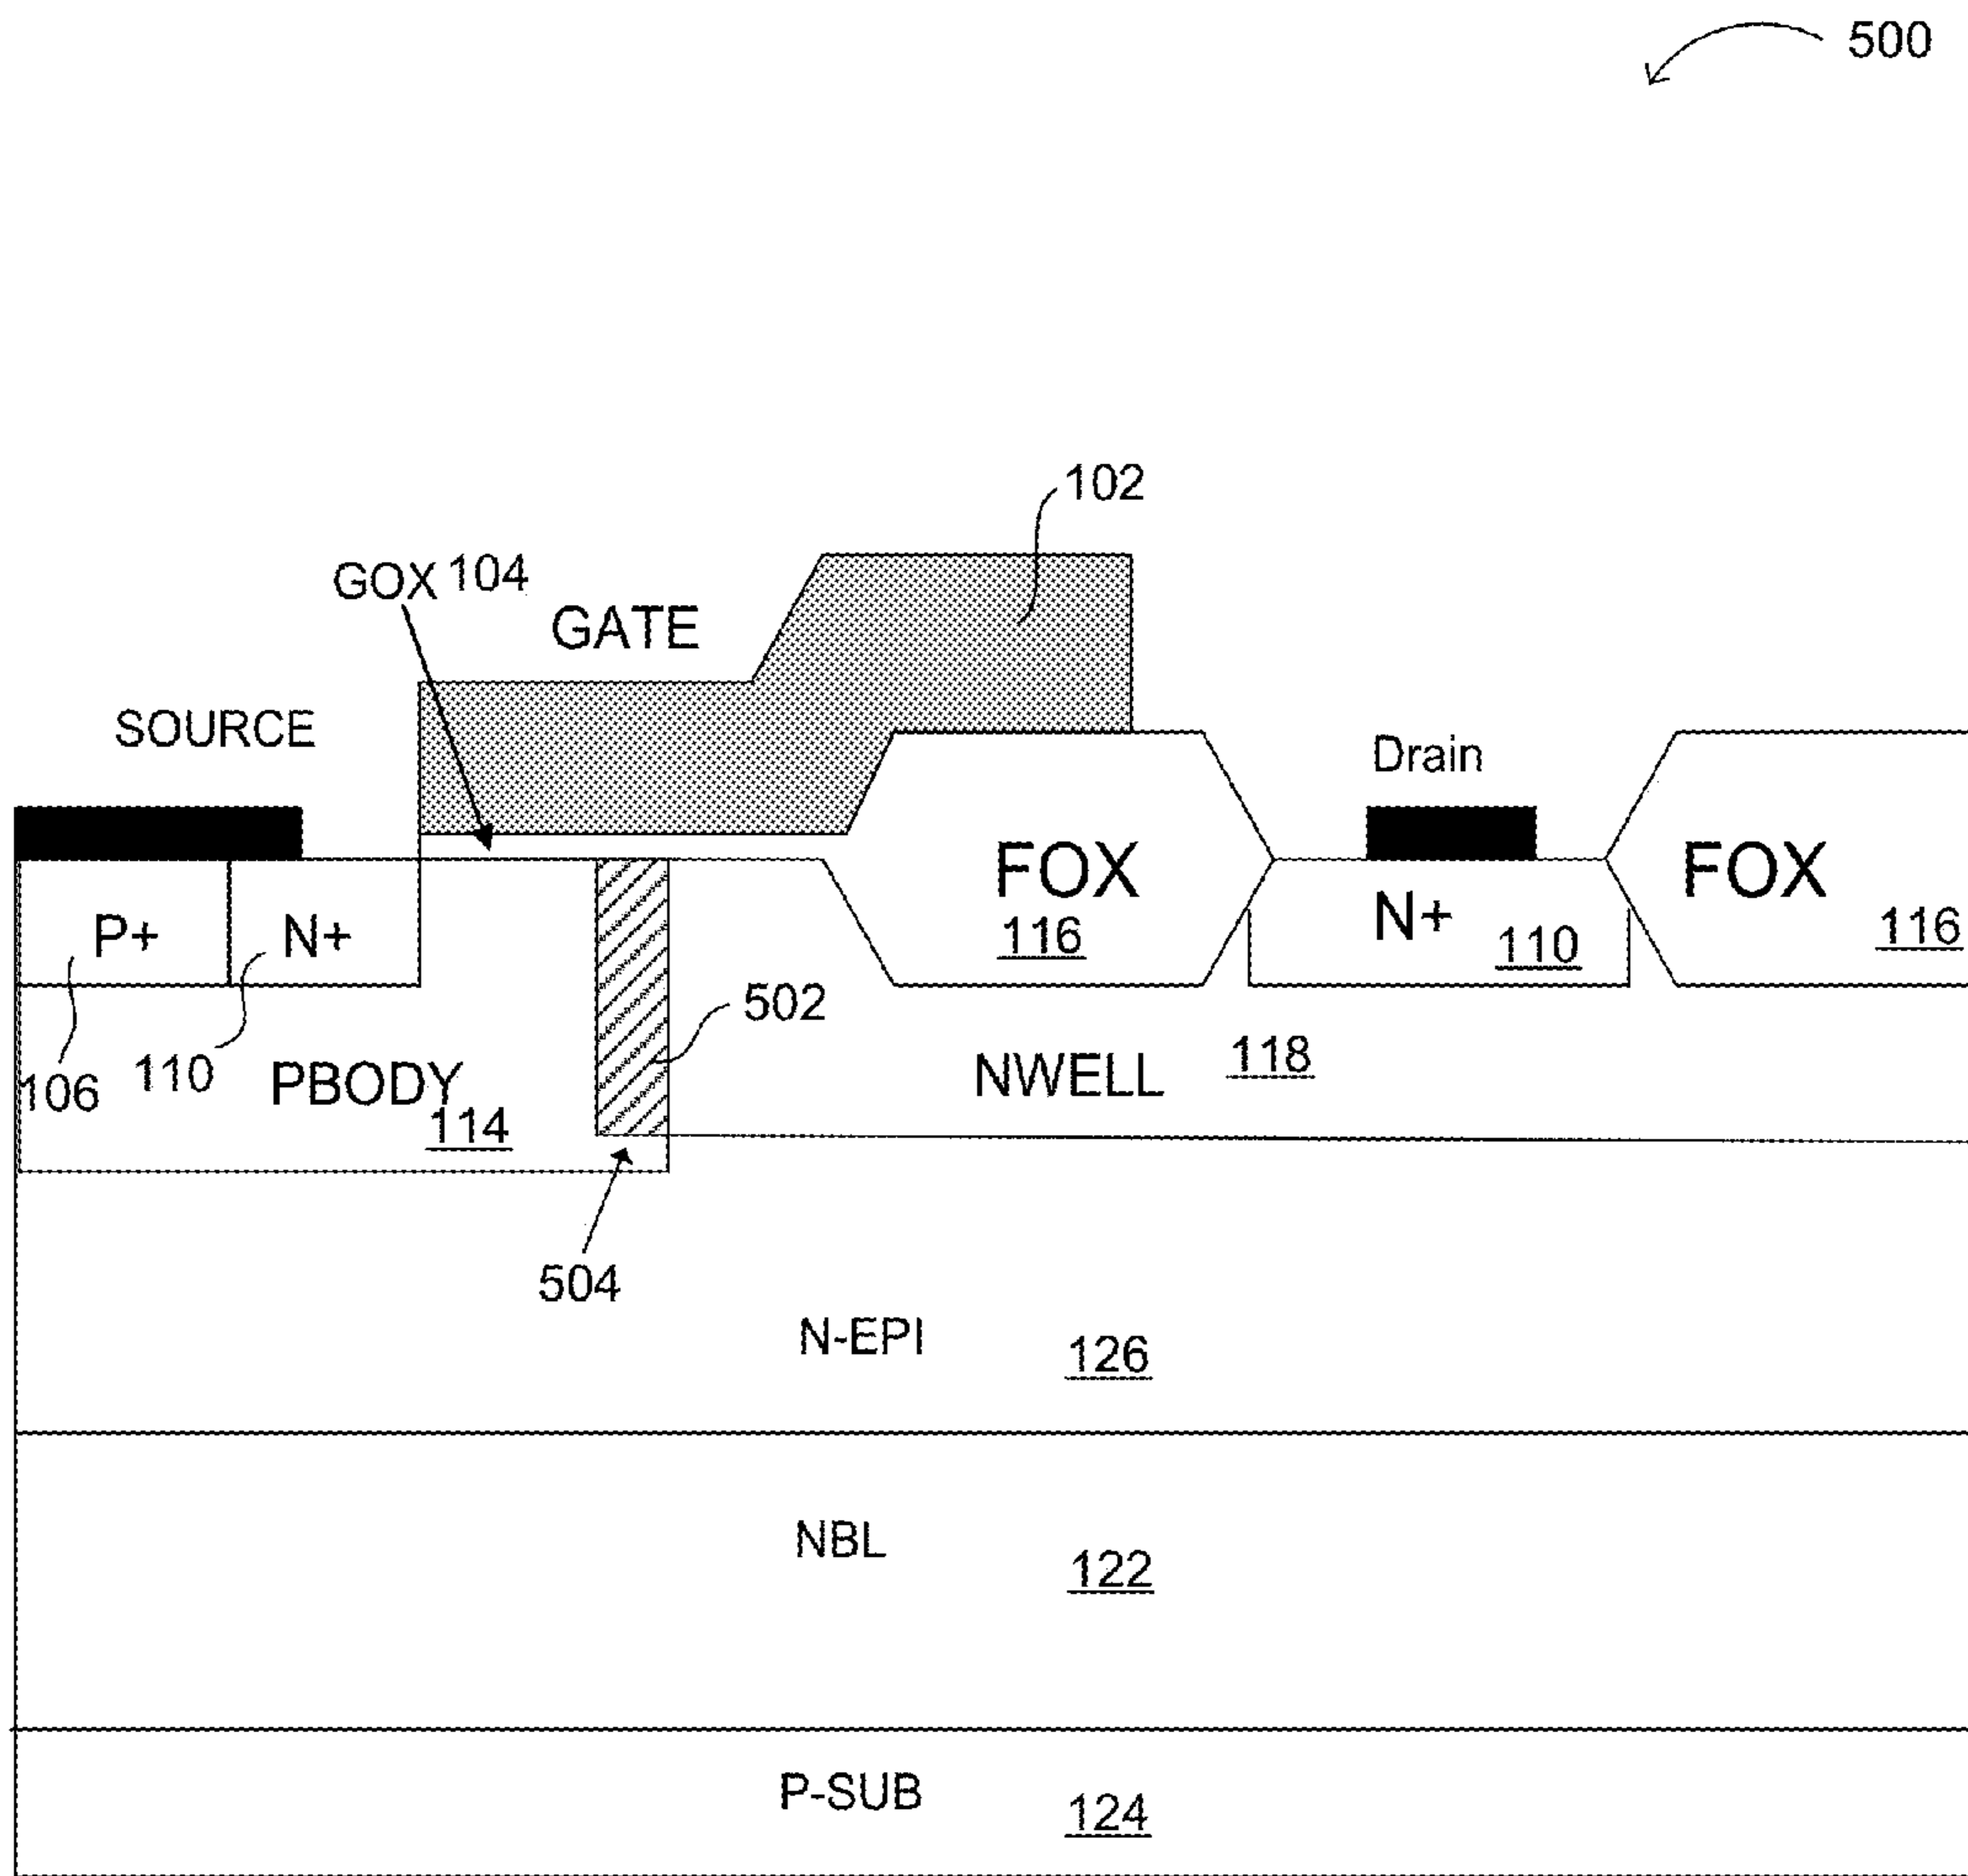 500
102
GOX 104
GATE
SOURCE
Drain
FOX
116
FOX
116
P+
N+
N+
110
502
106
110
PBODY
114
NWELL
118
504
N-EPI
126
NBL
122
P-SUB
124